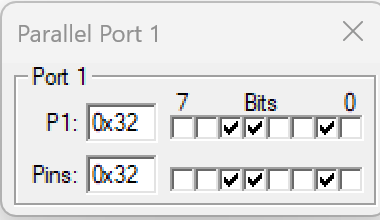 Parallel Port 1
Port 1
7 Bits 0
P1: 0x32
Pins: 0x32